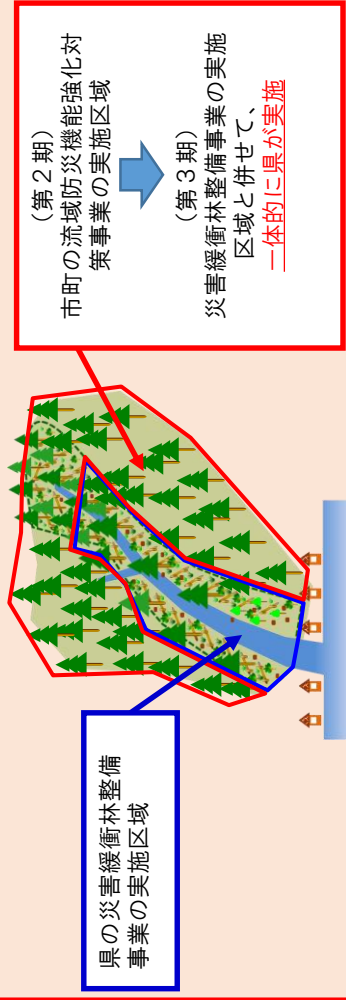 県の災害緩衝林整備
事業の実施区域
（第２期）
市町の流域防災機能強化対
策事業の実施区域
（第３期）
災害緩衝林整備事業の実施
区域と併せて、
一体的に県が実施